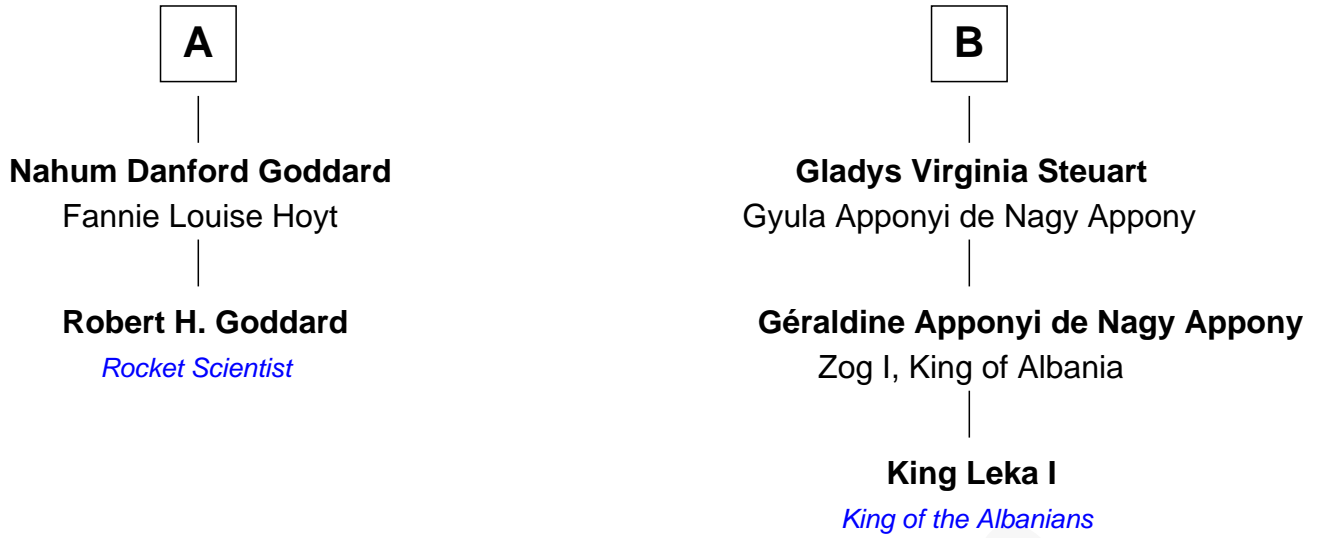 A
Nahum Danford Goddard
Fannie Louise Hoyt
Robert H. Goddard
Rocket Scientist
B
Gladys Virginia Steuart
Gyula Apponyi de Nagy Appony
Géraldine Apponyi de Nagy Appony
Zog I, King of Albania
King Leka I
King of the Albanians